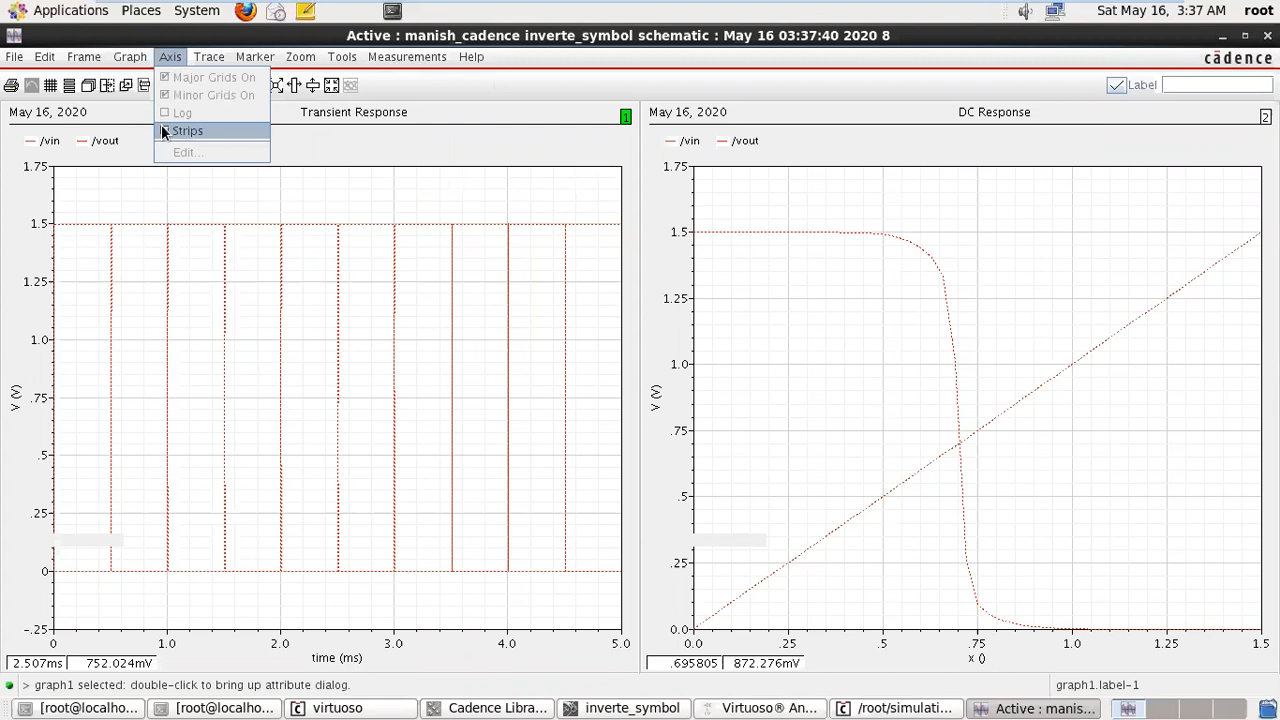 Applications Places System Sat May 16, 3:37 AM root
Active : manish_cadence inverte_symbol schematic : May 16 03:37:40 2020 8
File Edit Frame Graph Axis Trace Marker Zoom Tools Measurements Help cādence
Major Grids On
Minor Grids On
Log
Strips
Edit...
Label
May 16, 2020 Transient Response 1
/vin /vout
1.75
1.5
1.25
1.0
.75
.5
.25
0
-.25
V (V)
0 1.0 2.0 3.0 4.0 5.0
time (ms)
2.507ms 752.024mV
May 16, 2020 DC Response 2
/vin /vout
1.75
1.5
1.25
1.0
.75
.5
.25
0.0
V (V)
0.0 .25 .5 .75 1.0 1.25 1.5
x ()
.695805 872.276mV
> graph1 selected: double-click to bring up attribute dialog. graph1.label-1
[root@localho... [root@localho... virtuoso Cadence Libra... inverte_symbol Virtuoso® An... /root/simulati... Active : manis...